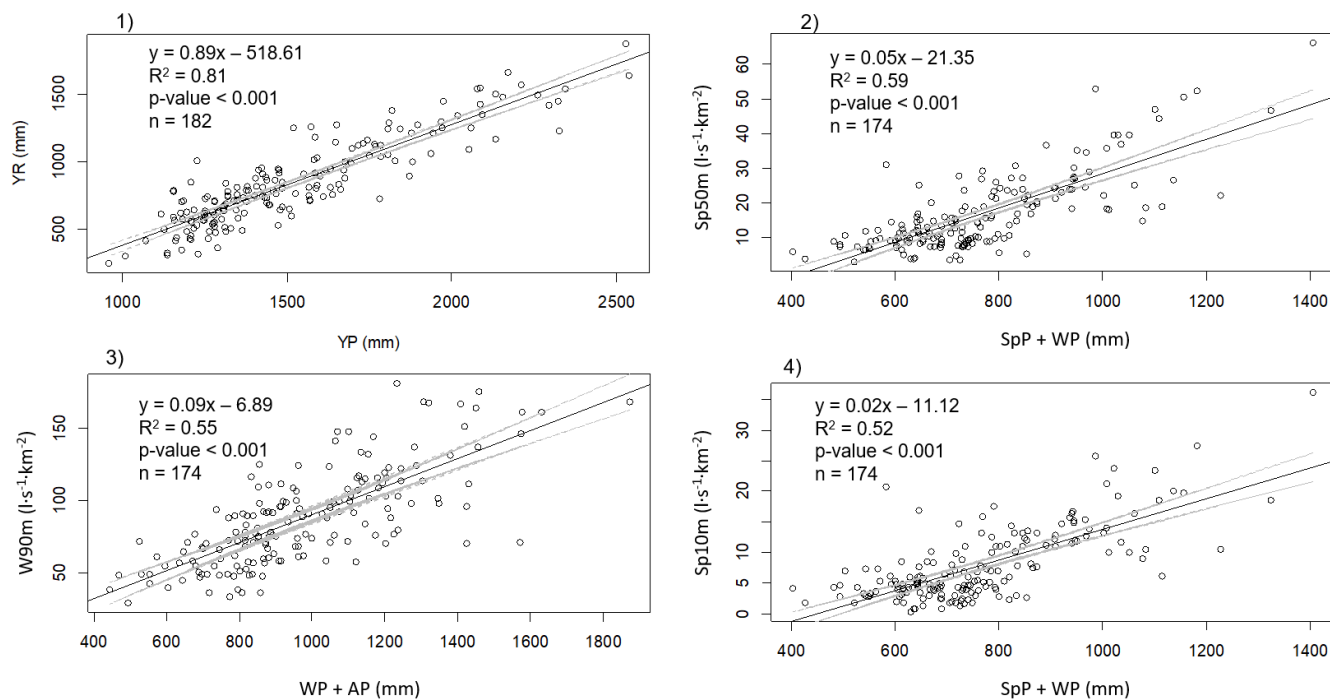 1)
y = 0.89x – 518.61
R² = 0.81
p-value < 0.001
n = 182
YR (mm)
500
1000
1500
1000
1500
2000
2500
YP (mm)
2)
y = 0.05x – 21.35
R² = 0.59
p-value < 0.001
n = 174
Sp50m (l·s⁻¹·km⁻²)
10
20
30
40
50
60
400
600
800
1000
1200
1400
SpP + WP (mm)
3)
y = 0.09x – 6.89
R² = 0.55
p-value < 0.001
n = 174
W90m (l·s⁻¹·km⁻²)
50
100
150
400
600
800
1000
1200
1400
1600
1800
WP + AP (mm)
4)
y = 0.02x – 11.12
R² = 0.52
p-value < 0.001
n = 174
Sp10m (l·s⁻¹·km⁻²)
0
5
10
20
30
400
600
800
1000
1200
1400
SpP + WP (mm)